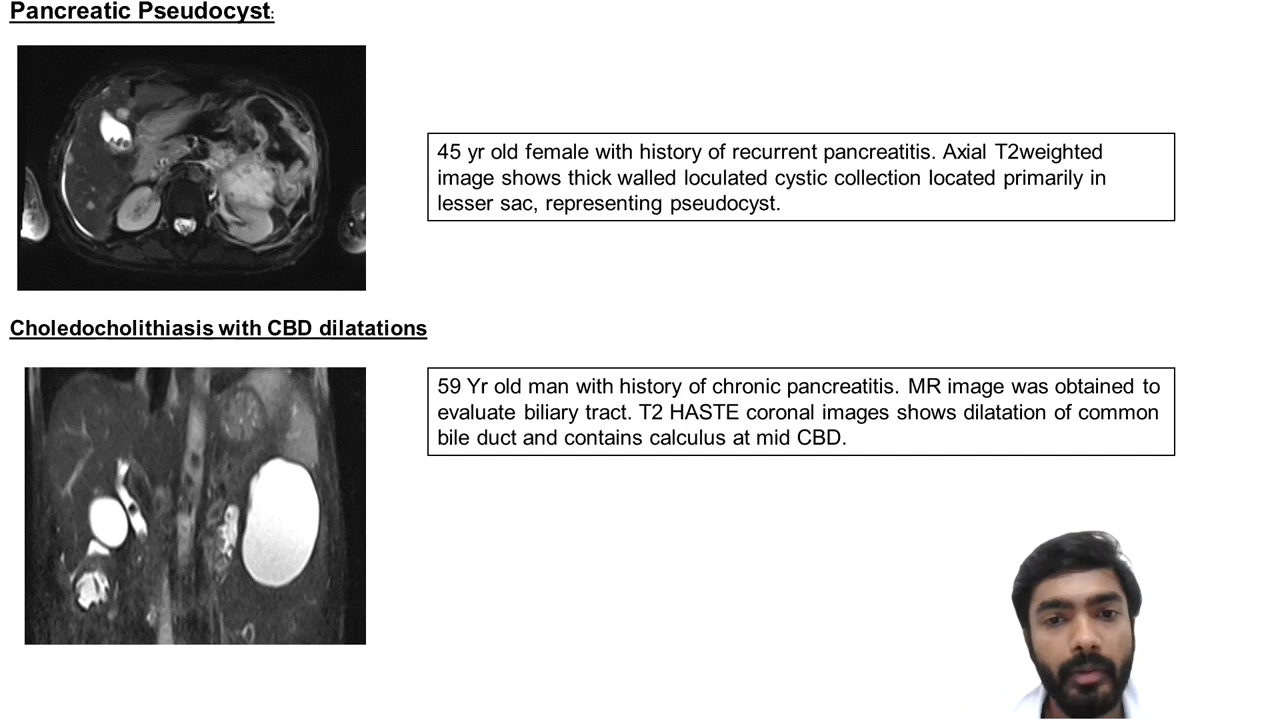 Pancreatic Pseudocyst:
45 yr old female with history of recurrent pancreatitis. Axial T2weighted
image shows thick walled loculated cystic collection located primarily in
lesser sac, representing pseudocyst.
Choledocholithiasis with CBD dilatations
59 Yr old man with history of chronic pancreatitis. MR image was obtained to
evaluate biliary tract. T2 HASTE coronal images shows dilatation of common
bile duct and contains calculus at mid CBD.